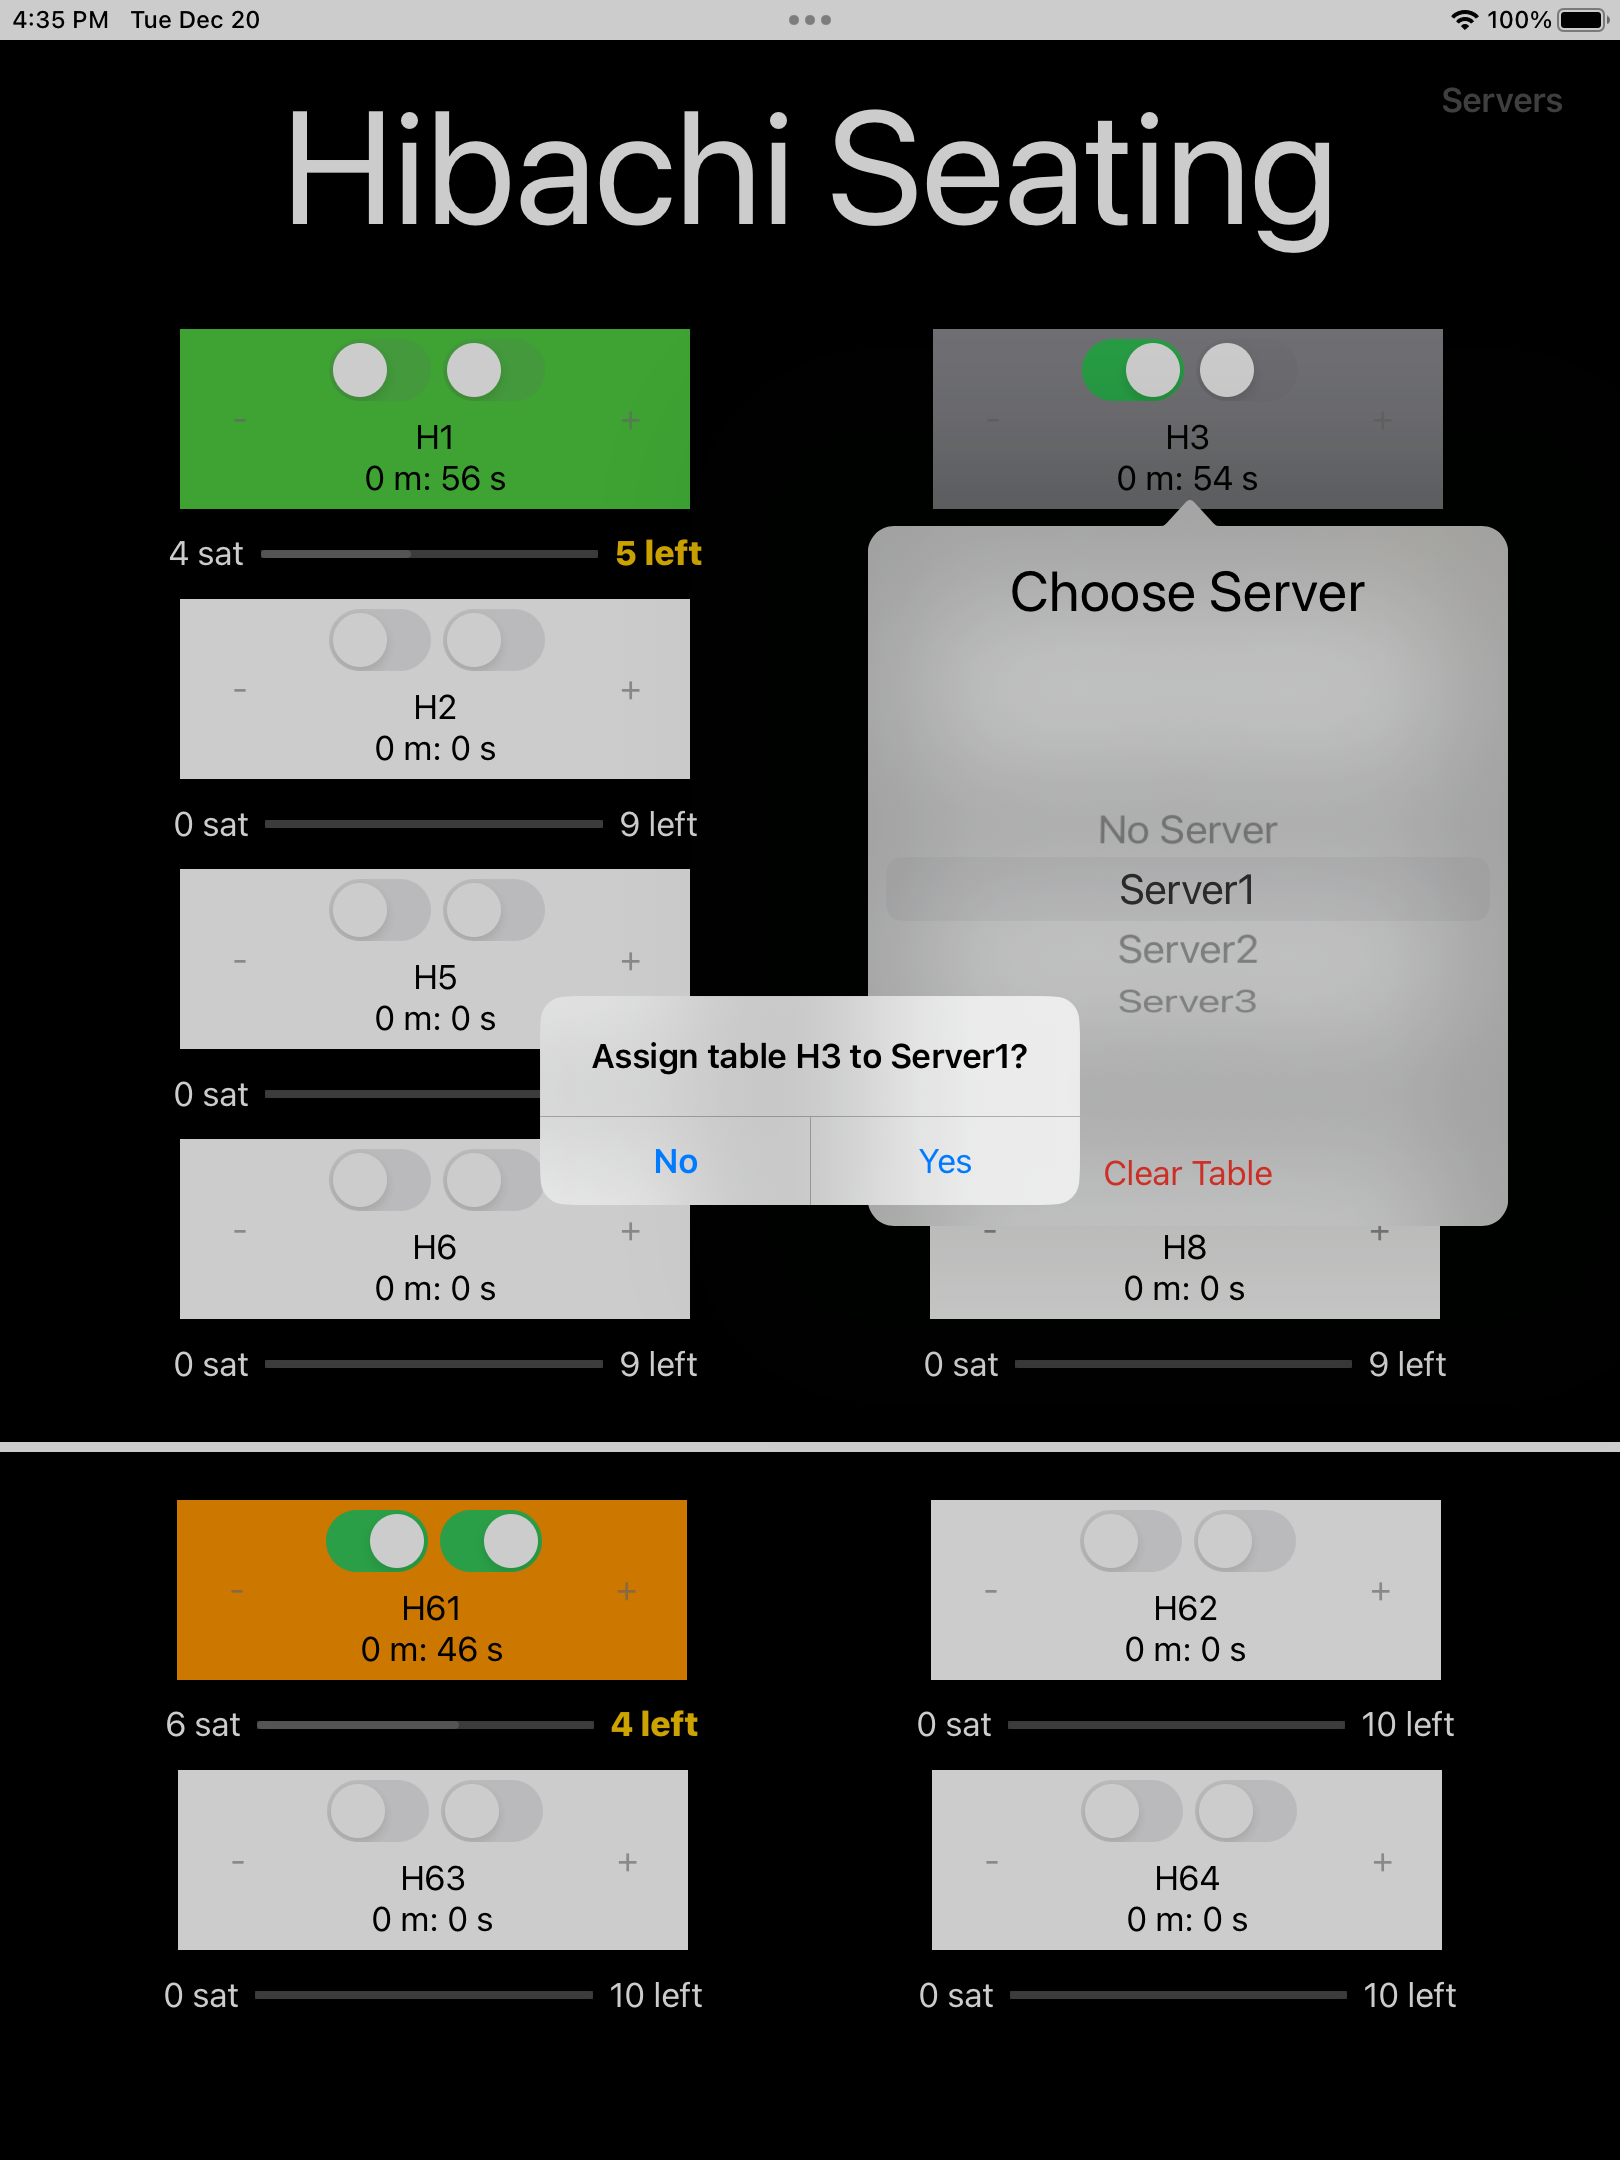 4:35 PM Tue Dec 20
100%
Servers
Hibachi Seating
- H1 +
0 m: 56 s
4 sat 5 left
- H2 +
0 m: 0 s
0 sat 9 left
- H5 +
0 m: 0 s
0 sat
- H6 +
0 m: 0 s
0 sat 9 left
- H3 +
0 m: 54 s
Choose Server
No Server
Server1
Server2
Server3
Clear Table
Assign table H3 to Server1?
No Yes
- H8 +
0 m: 0 s
0 sat 9 left
- H61 +
0 m: 46 s
6 sat 4 left
- H62 +
0 m: 0 s
0 sat 10 left
- H63 +
0 m: 0 s
0 sat 10 left
- H64 +
0 m: 0 s
0 sat 10 left